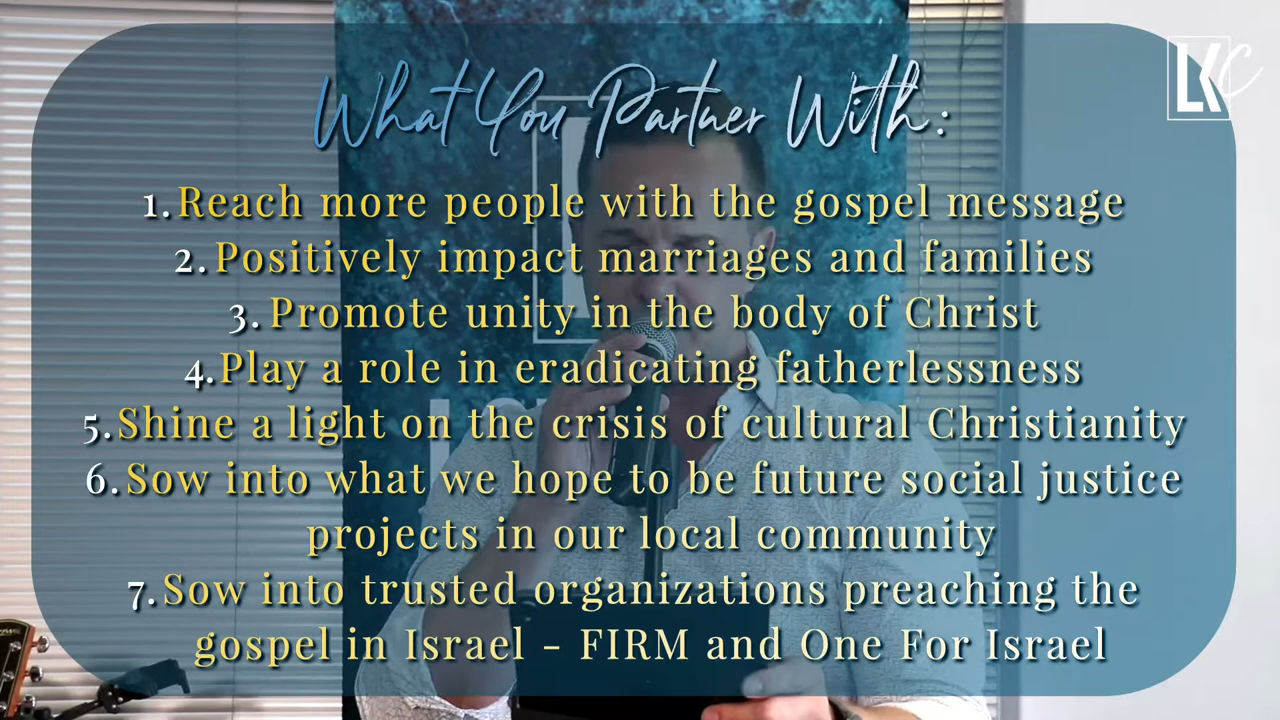 LKC
What You Partner With:
1. Reach more people with the gospel message
2. Positively impact marriages and families
3. Promote unity in the body of Christ
4. Play a role in eradicating fatherlessness
5. Shine a light on the crisis of cultural Christianity
6. Sow into what we hope to be future social justice
projects in our local community
7. Sow into trusted organizations preaching the
gospel in Israel - FIRM and One For Israel